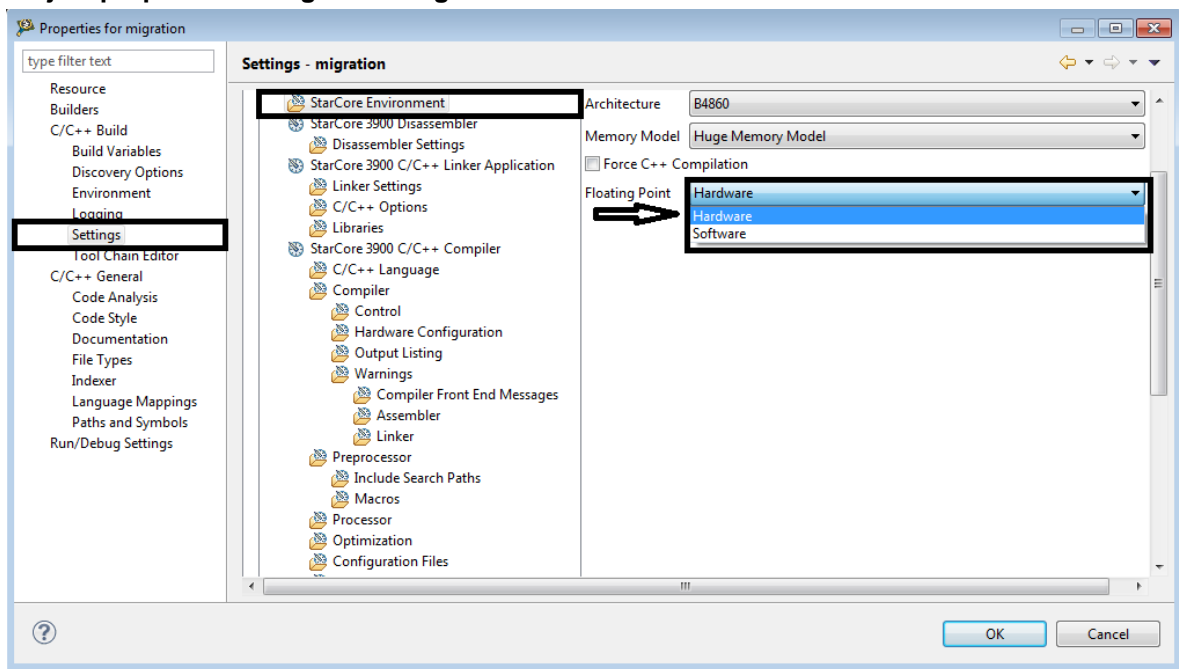 Properties for migration
type filter text
Resource
Builders
C/C++ Build
Build Variables
Discovery Options
Environment
Logging
Settings
Tool Chain Editor
C/C++ General
Code Analysis
Code Style
Documentation
File Types
Indexer
Language Mappings
Paths and Symbols
Run/Debug Settings
Settings - migration
StarCore Environment
StarCore 3900 Disassembler
Disassembler Settings
StarCore 3900 C/C++ Linker Application
Linker Settings
C/C++ Options
Libraries
StarCore 3900 C/C++ Compiler
C/C++ Language
Compiler
Control
Hardware Configuration
Output Listing
Warnings
Compiler Front End Messages
Assembler
Linker
Preprocessor
Include Search Paths
Macros
Processor
Optimization
Configuration Files
Architecture B4860
Memory Model Huge Memory Model
Force C++ Compilation
Floating Point Hardware
Hardware
Software
OK Cancel